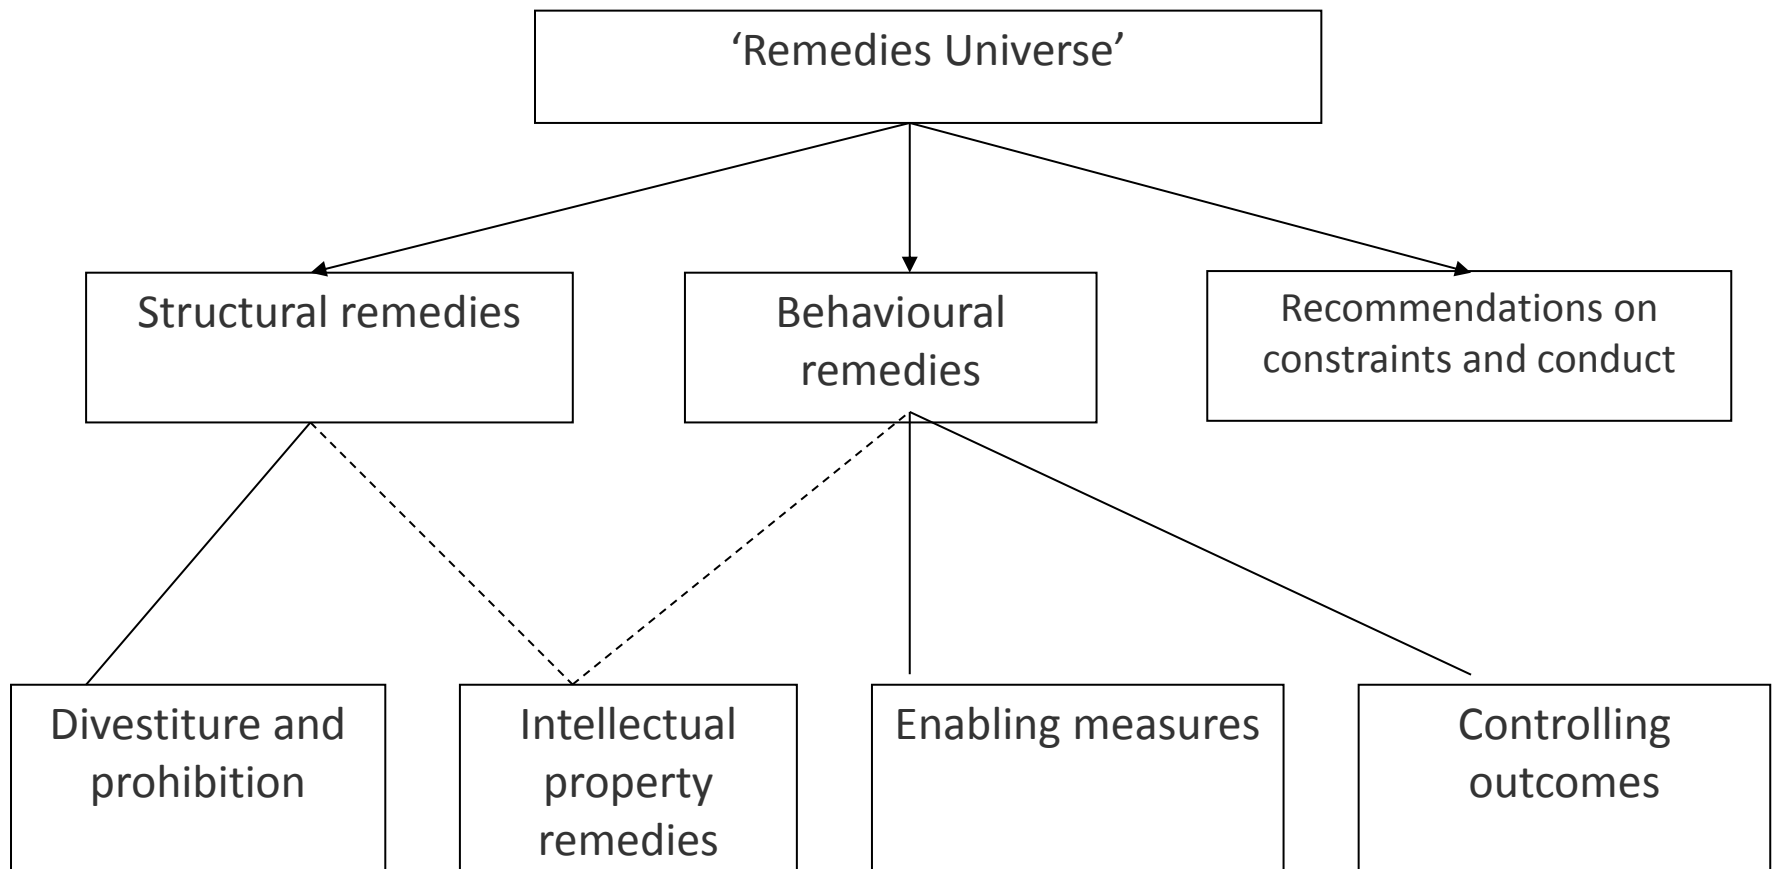 ‘Remedies Universe’
Structural remedies
Behavioural
remedies
Recommendations on
constraints and conduct
Divestiture and
prohibition
Intellectual
property
remedies
Enabling measures
Controlling
outcomes